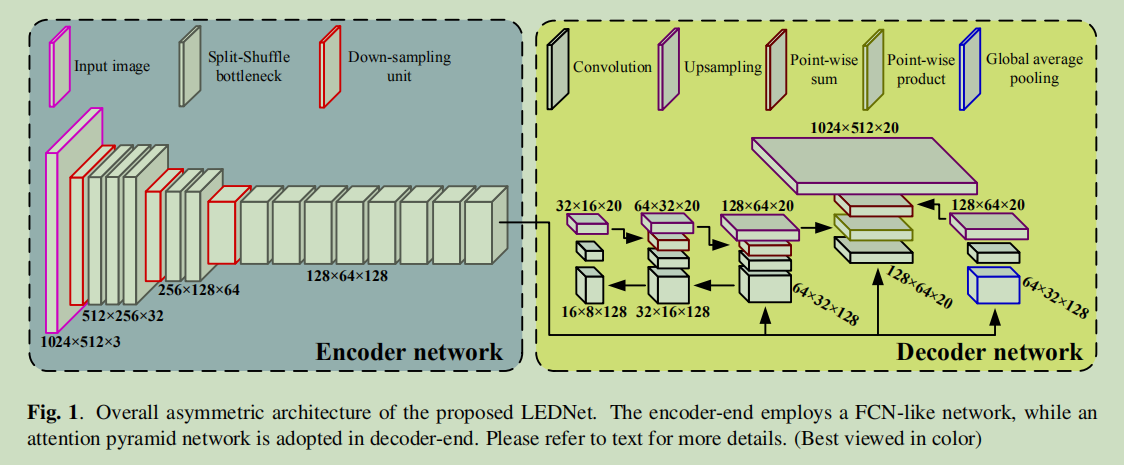 Input image
Split-Shuffle
bottleneck
Down-sampling
unit
1024×512×3
512×256×32
256×128×64
128×64×128
Encoder network
Convolution
Upsampling
Point-wise
sum
Point-wise
product
Global average
pooling
1024×512×20
32×16×20
64×32×20
128×64×20
128×64×20
16×8×128
32×16×128
64×32×128
128×64×20
64×32×128
Decoder network
Fig. 1. Overall asymmetric architecture of the proposed LEDNet. The encoder-end employs a FCN-like network, while an
attention pyramid network is adopted in decoder-end. Please refer to text for more details. (Best viewed in color)